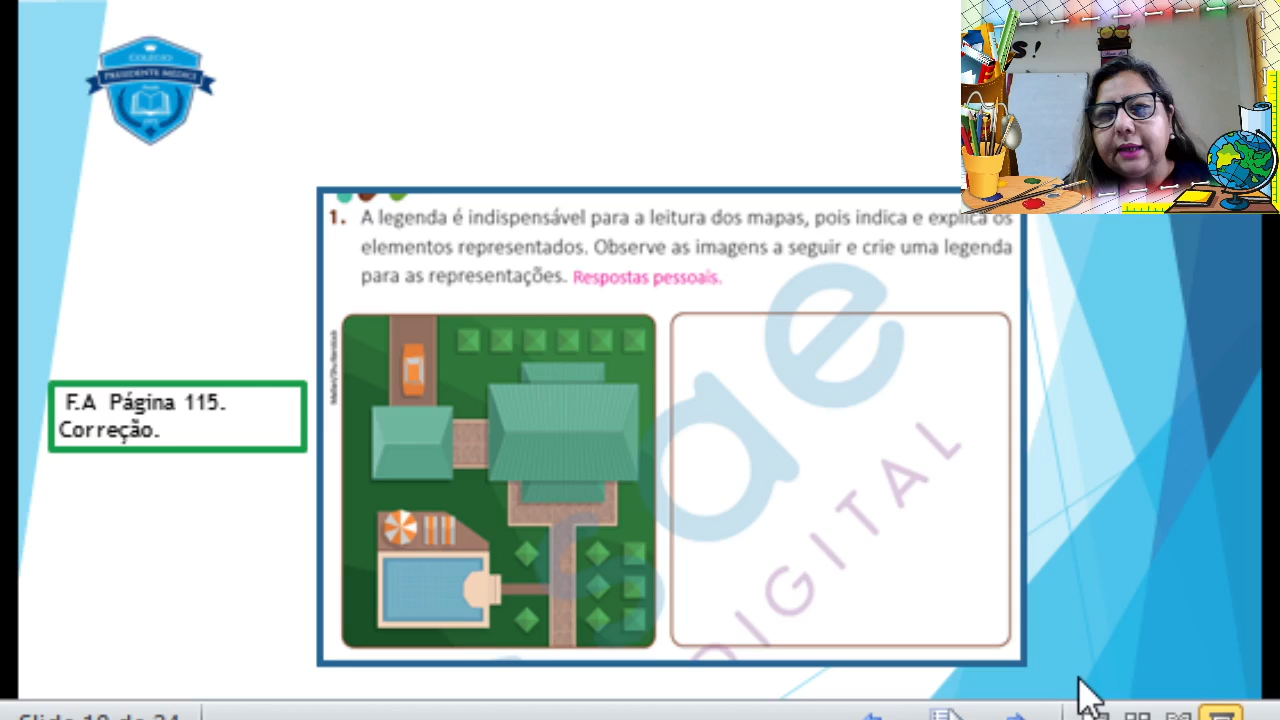 COLÉGIO
PRESIDENTE MÉDICI
S!
1. A legenda é indispensável para a leitura dos mapas, pois indica e explica os
elementos representados. Observe as imagens a seguir e crie uma legenda
para as representações. Respostas pessoais.
F.A Página 115.
Correção.
sae
DIGITAL